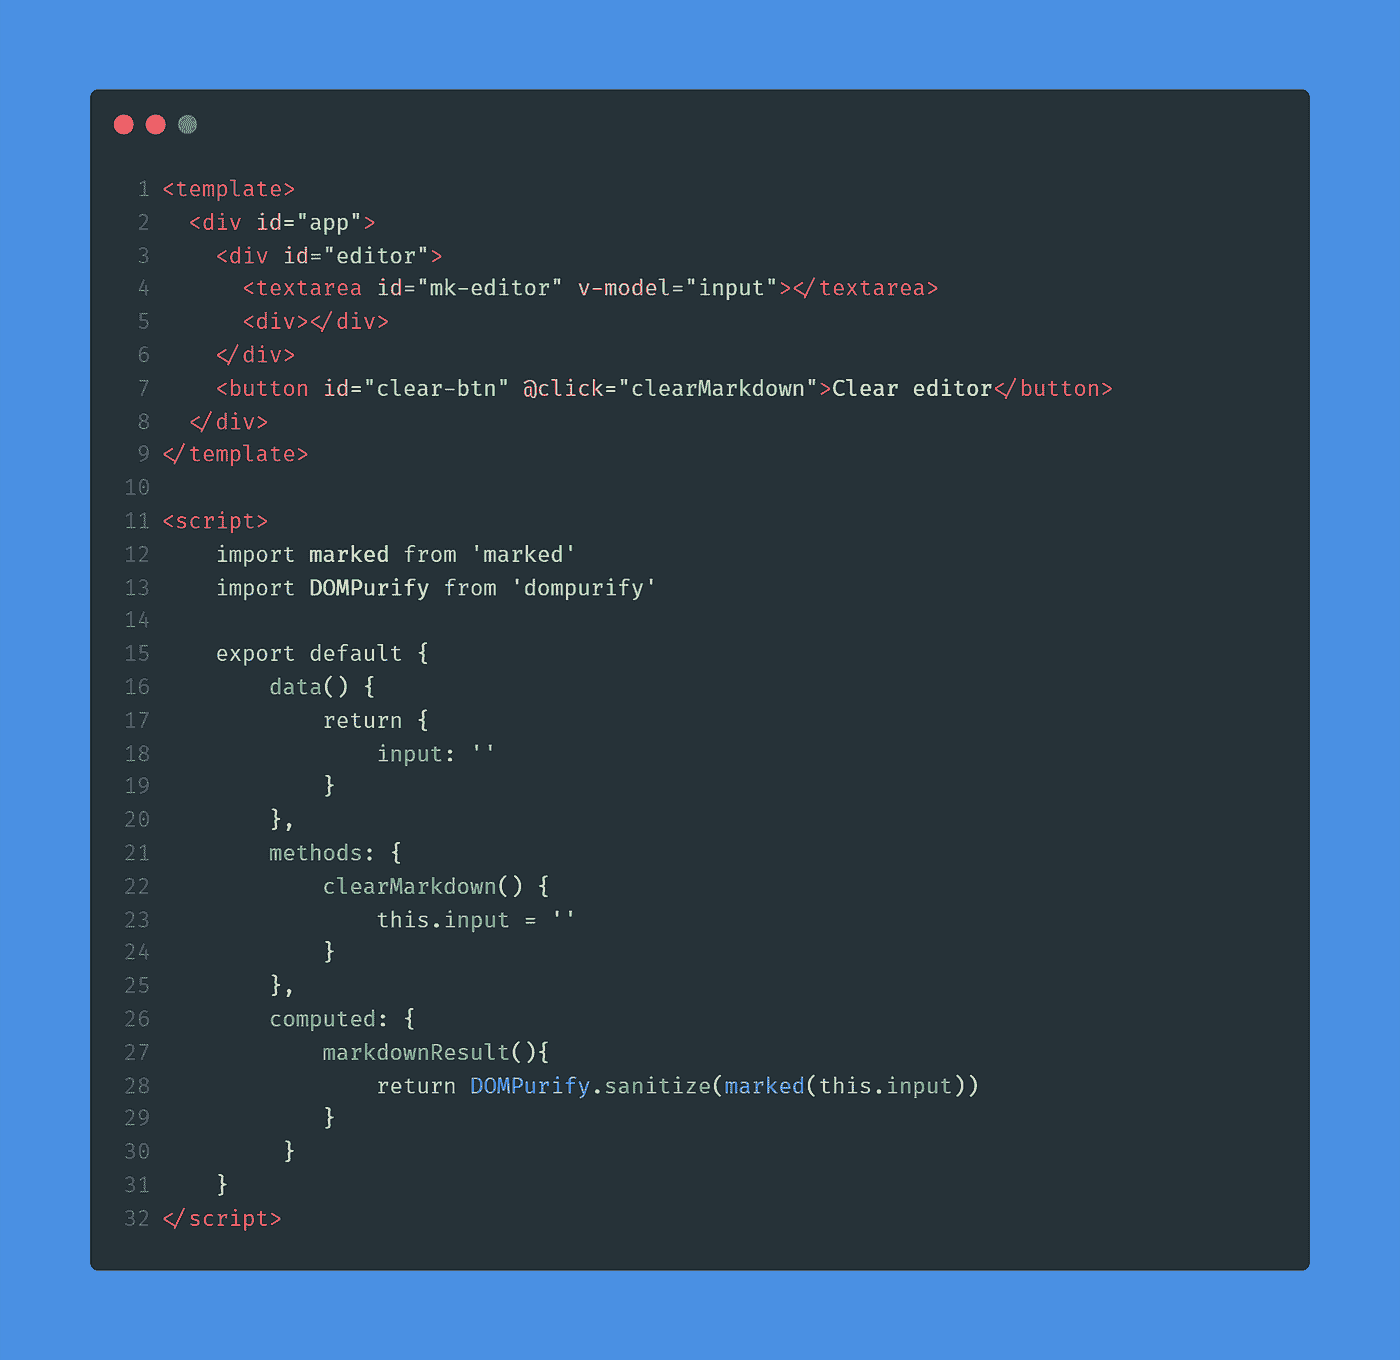 1 <template>
2   <div id="app">
3     <div id="editor">
4       <textarea id="mk-editor" v-model="input"></textarea>
5       <div></div>
6     </div>
7     <button id="clear-btn" @click="clearMarkdown">Clear editor</button>
8   </div>
9 </template>
10
11 <script>
12     import marked from 'marked'
13     import DOMPurify from 'dompurify'
14
15     export default {
16         data() {
17             return {
18                 input: ''
19             }
20         },
21         methods: {
22             clearMarkdown() {
23                 this.input = ''
24             }
25         },
26         computed: {
27             markdownResult(){
28                 return DOMPurify.sanitize(marked(this.input))
29             }
30          }
31     }
32 </script>